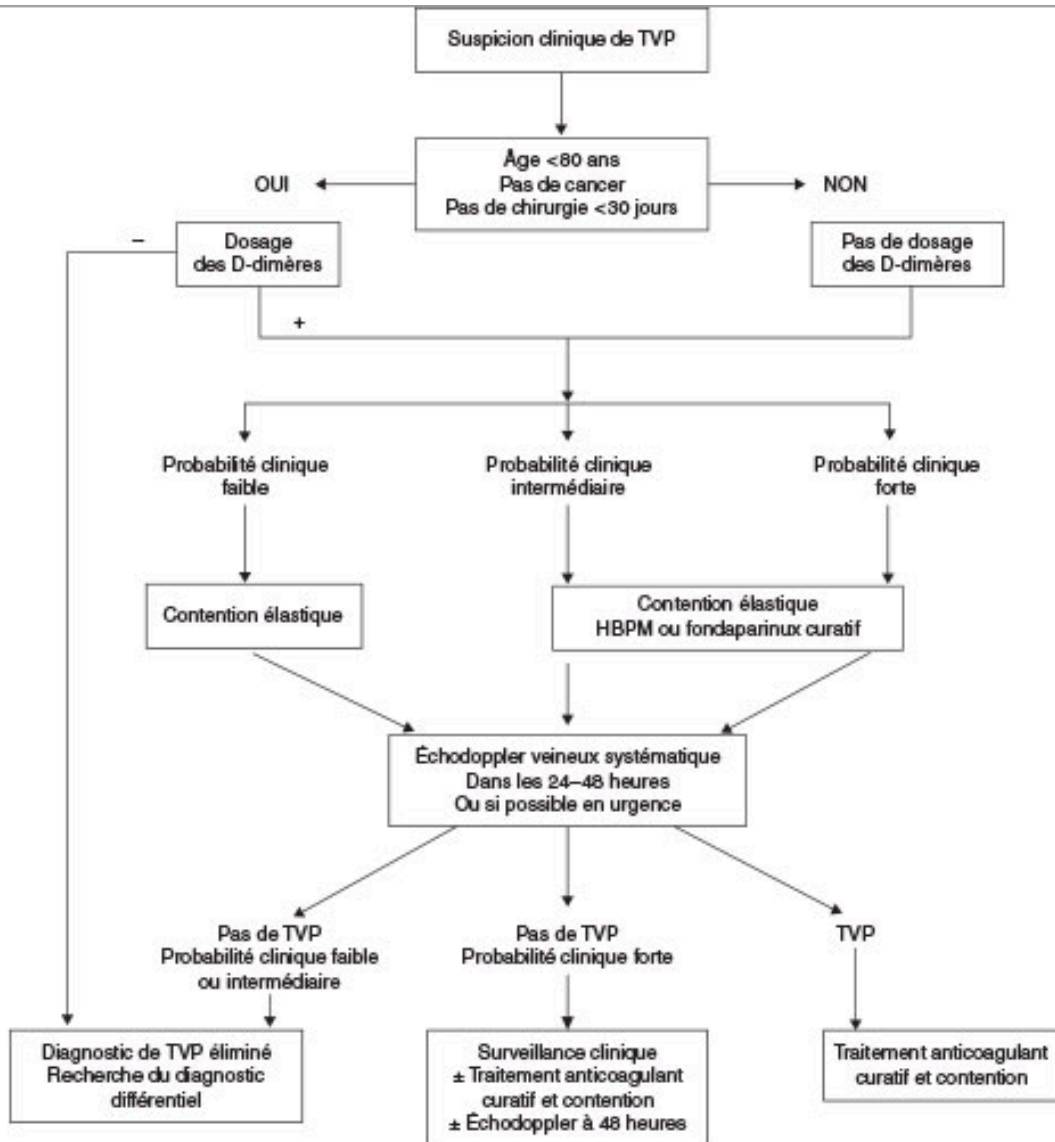 Suspicion clinique de TVP
Âge <80 ans
Pas de cancer
Pas de chirurgie <30 jours
OUI
NON
–
Dosage
des D-dimères
Pas de dosage
des D-dimères
+
Probabilité clinique
faible
Probabilité clinique
intermédiaire
Probabilité clinique
forte
Contention élastique
Contention élastique
HBPM ou fondaparinux curatif
Échodoppler veineux systématique
Dans les 24–48 heures
Ou si possible en urgence
Pas de TVP
Probabilité clinique faible
ou intermédiaire
Pas de TVP
Probabilité clinique forte
TVP
Diagnostic de TVP éliminé
Recherche du diagnostic
différentiel
Surveillance clinique
± Traitement anticoagulant
curatif et contention
± Échodoppler à 48 heures
Traitement anticoagulant
curatif et contention